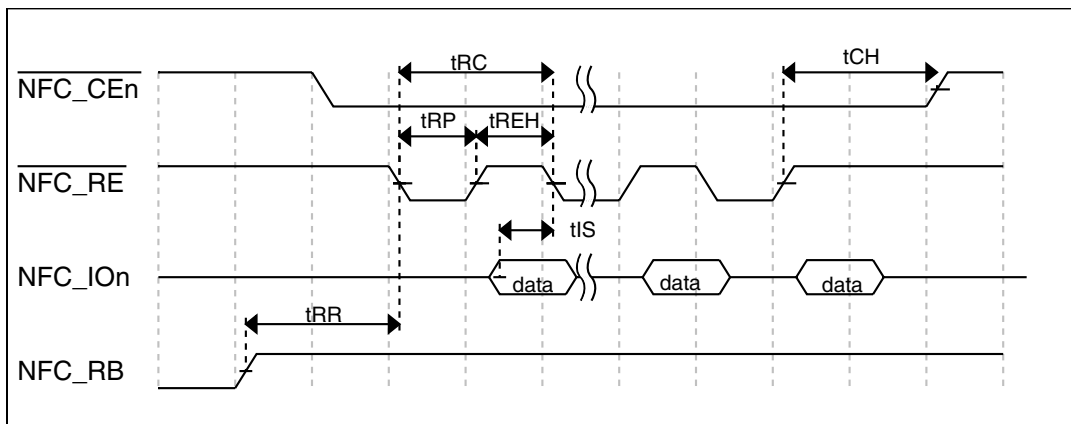 tRC
tCH
NFC_CEn
tRP
tREH
NFC_RE
tIS
NFC_IOn
data
data
data
tRR
NFC_RB